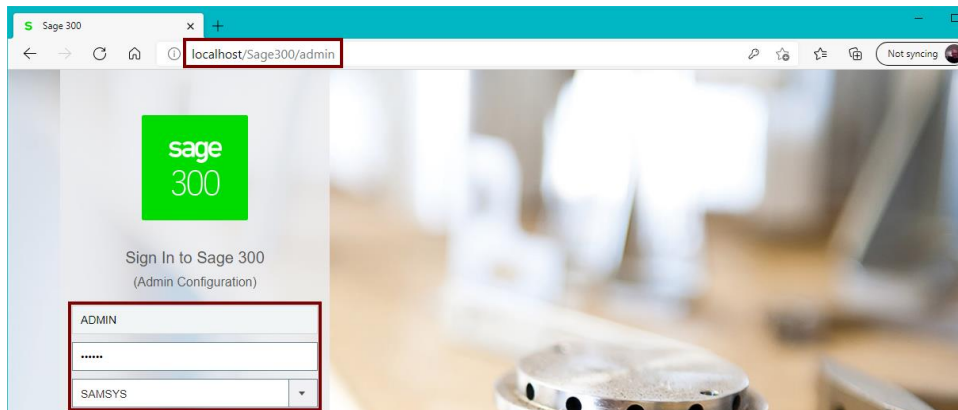 S Sage 300
localhost/Sage300/admin
Not syncing
sage
300
Sign In to Sage 300
(Admin Configuration)
ADMIN
••••••
SAMSYS